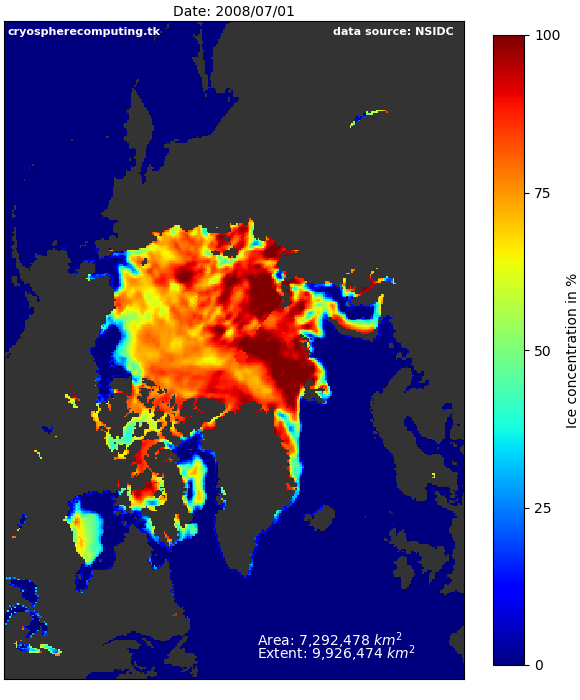 Date: 2008/07/01
cryospherecomputing.tk
data source: NSIDC
100
75
50
25
0
Ice concentration in %
Area: 7,292,478 km²
Extent: 9,926,474 km²